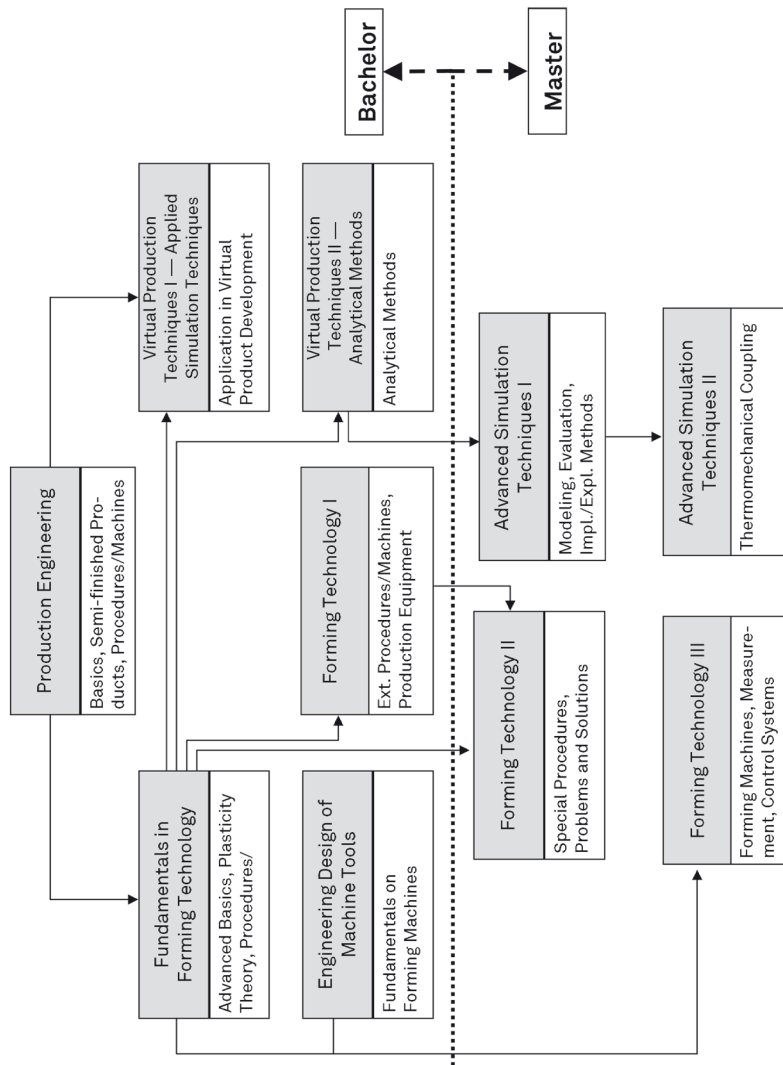 Production Engineering
Basics, Semi-finished Pro-
ducts, Procedures/Machines
Fundamentals in
Forming Technology
Advanced Basics, Plasticity
Theory, Procedures/
Virtual Production
Techniques I — Applied
Simulation Techniques
Application in Virtual
Product Development
Engineering Design of
Machine Tools
Fundamentals on
Forming Machines
Forming Technology I
Ext. Procedures/Machines,
Production Equipment
Virtual Production
Techniques II —
Analytical Methods
Analytical Methods
Bachelor
Master
Forming Technology II
Special Procedures,
Problems and Solutions
Advanced Simulation
Techniques I
Modeling, Evaluation,
Impl./Expl. Methods
Forming Technology III
Forming Machines, Measure-
ment, Control Systems
Advanced Simulation
Techniques II
Thermomechanical Coupling